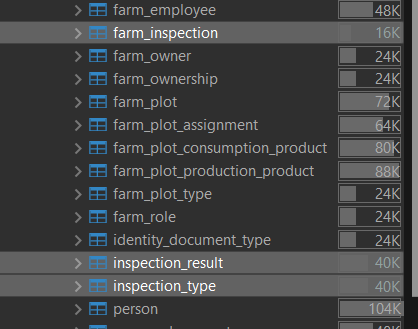 farm_employee 48K
farm_inspection 16K
farm_owner 24K
farm_ownership 24K
farm_plot 72K
farm_plot_assignment 64K
farm_plot_consumption_product 80K
farm_plot_production_product 88K
farm_plot_type 24K
farm_role 24K
identity_document_type 24K
inspection_result 40K
inspection_type 40K
person 104K